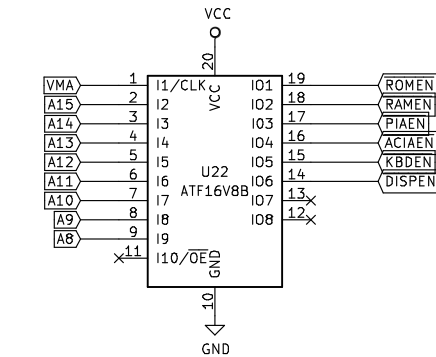 VCC
20
VMA 1 I1/CLK VCC IO1 19 ROMEN
A15 2 I2 IO2 18 RAMEN
A14 3 I3 IO3 17 PIAEN
A13 4 I4 IO4 16 ACIAEN
A12 5 I5 IO5 15 KBDEN
A11 6 I6 U22 IO6 14 DISPEN
A10 7 I7 ATF16V8B IO7 13
A9 8 I8 IO8 12
A8 9 I9
11 I10/OE GND
10
GND